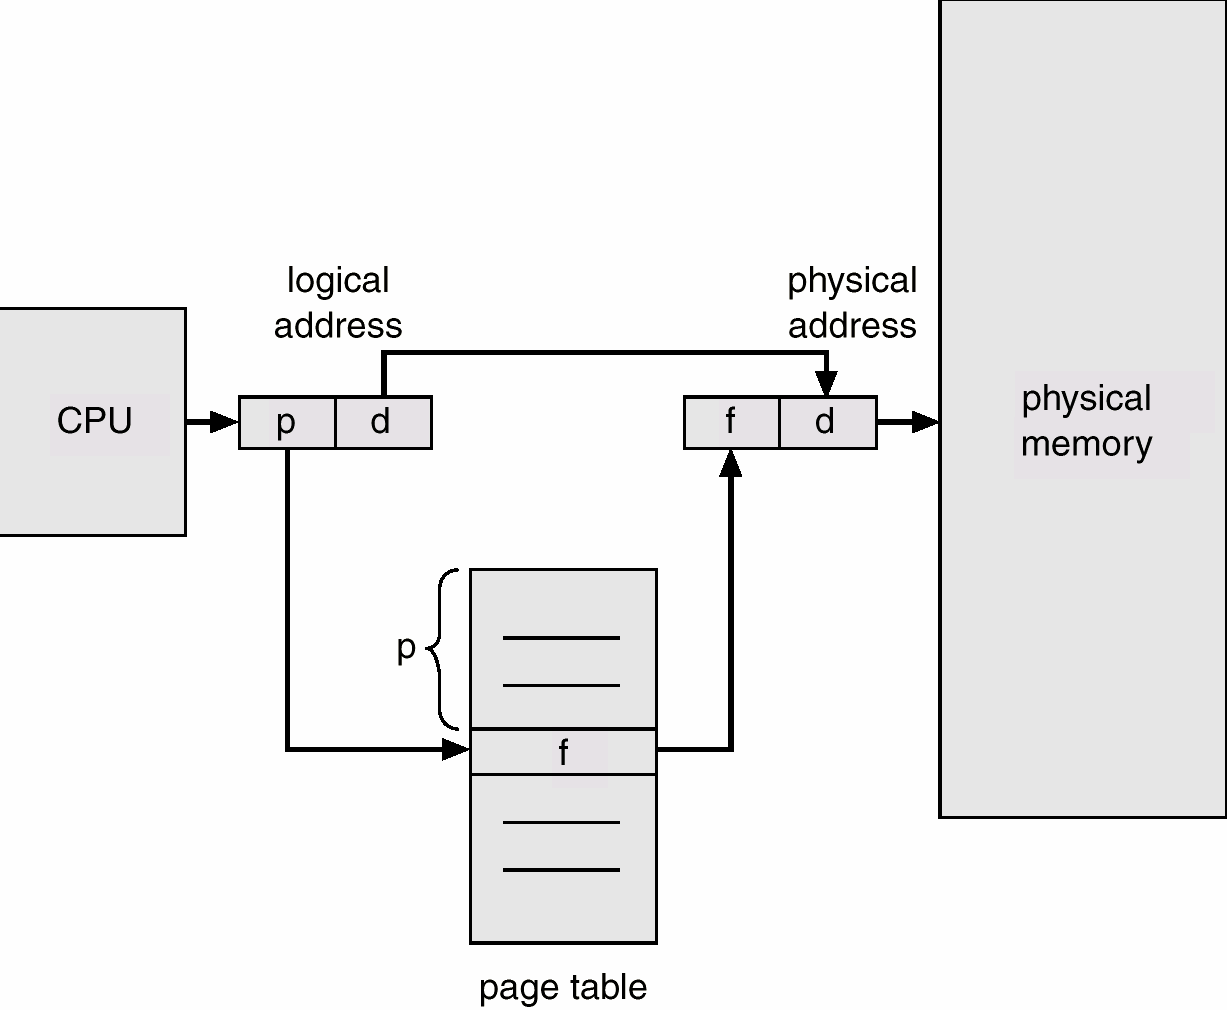 logical
address
physical
address
CPU
p
d
f
d
physical
memory
p
f
page table